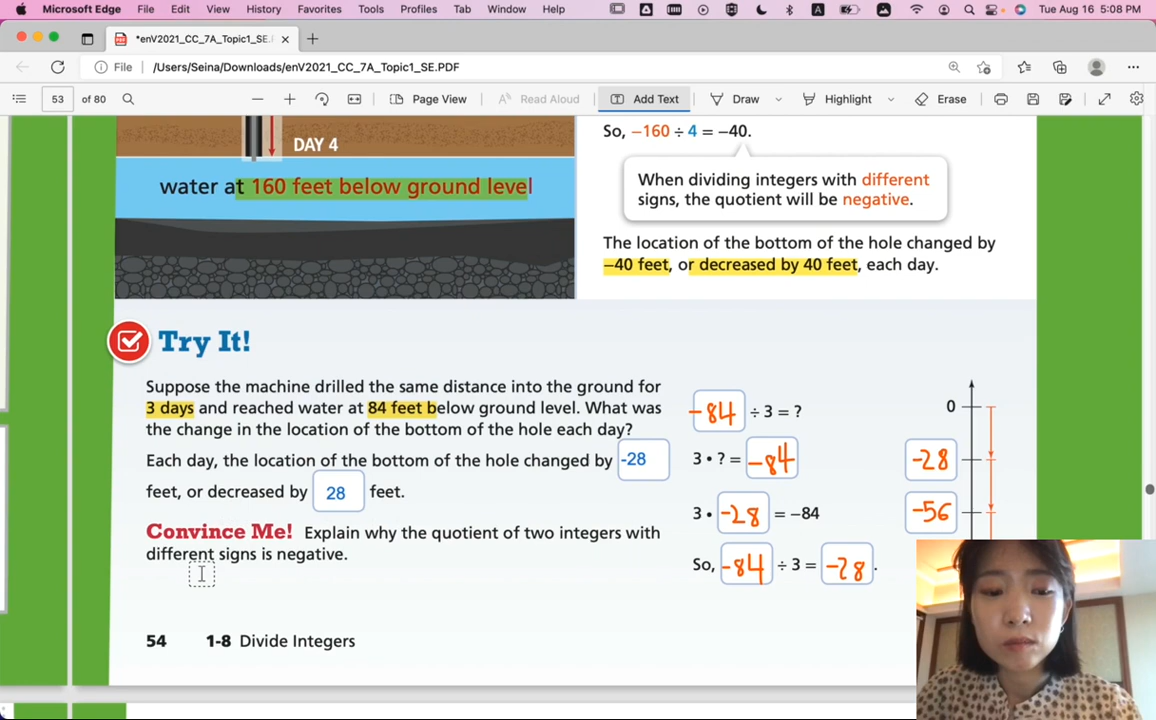 Microsoft Edge File Edit View History Favorites Tools Profiles Tab Window Help Tue Aug 16 5:08 PM
*enV2021_CC_7A_Topic1_SE.F
File /Users/Seina/Downloads/enV2021_CC_7A_Topic1_SE.PDF
53 of 80 Page View Read Aloud Add Text Draw Highlight Erase
DAY 4
water at 160 feet below ground level
So, −160 ÷ 4 = −40.
When dividing integers with different
signs, the quotient will be negative.
The location of the bottom of the hole changed by
−40 feet, or decreased by 40 feet, each day.
Try It!
Suppose the machine drilled the same distance into the ground for
3 days and reached water at 84 feet below ground level. What was
the change in the location of the bottom of the hole each day?
Each day, the location of the bottom of the hole changed by -28
feet, or decreased by 28 feet.
Convince Me! Explain why the quotient of two integers with
different signs is negative.
-84 ÷ 3 = ?
3 • ? = -84
3 • -28 = −84
So, -84 ÷ 3 = -28.
0
-28
-56
54 1-8 Divide Integers